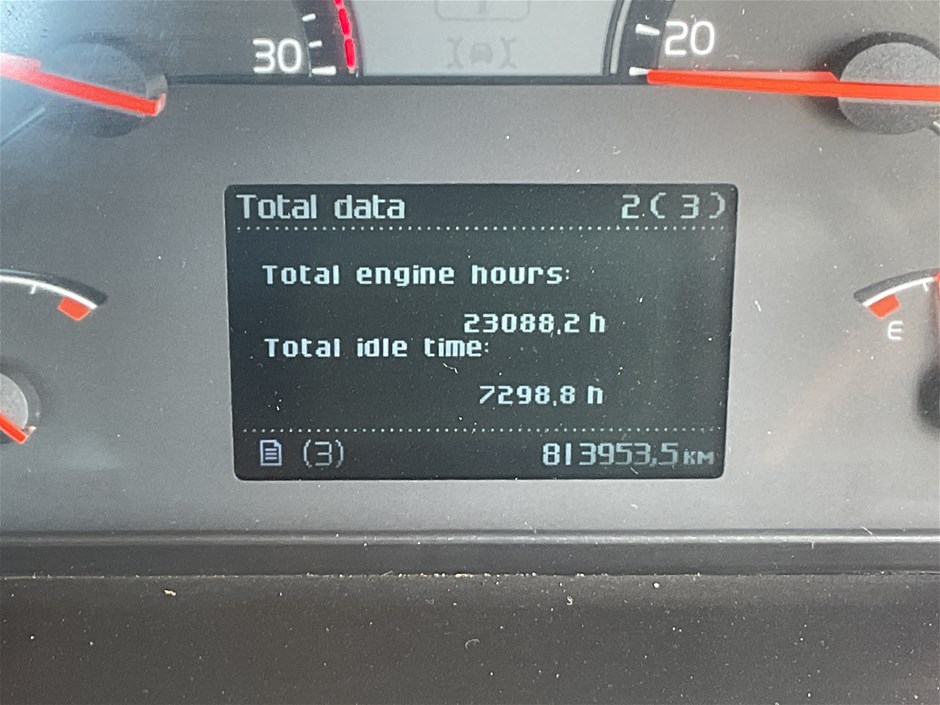 30
20
Total data 2(3)
Total engine hours:
23088,2 h
Total idle time:
7298,8 h
E
(3) 813953,5 KM